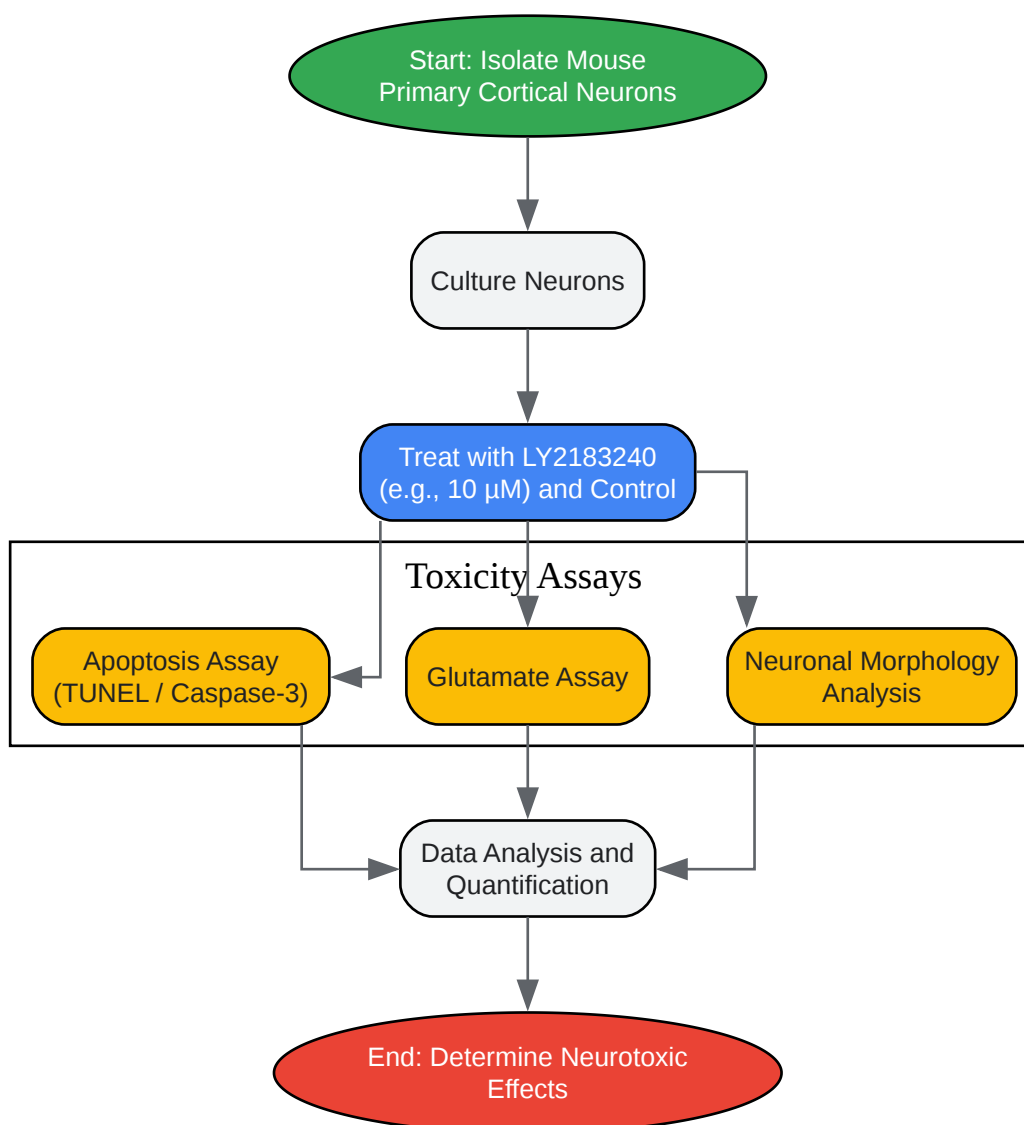 Start: Isolate Mouse
Primary Cortical Neurons
Culture Neurons
Treat with LY2183240
(e.g., 10 µM) and Control
Toxicity Assays
Apoptosis Assay
(TUNEL / Caspase-3)
Glutamate Assay
Neuronal Morphology
Analysis
Data Analysis and
Quantification
End: Determine Neurotoxic
Effects